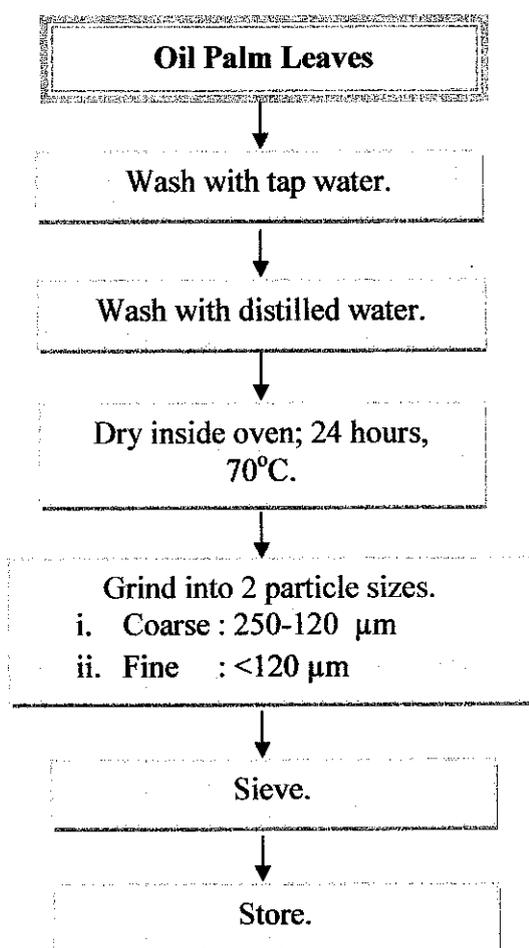 Oil Palm Leaves
Wash with tap water.
Wash with distilled water.
Dry inside oven; 24 hours,
70°C.
Grind into 2 particle sizes.
i. Coarse : 250-120 µm
ii. Fine : <120 µm
Sieve.
Store.